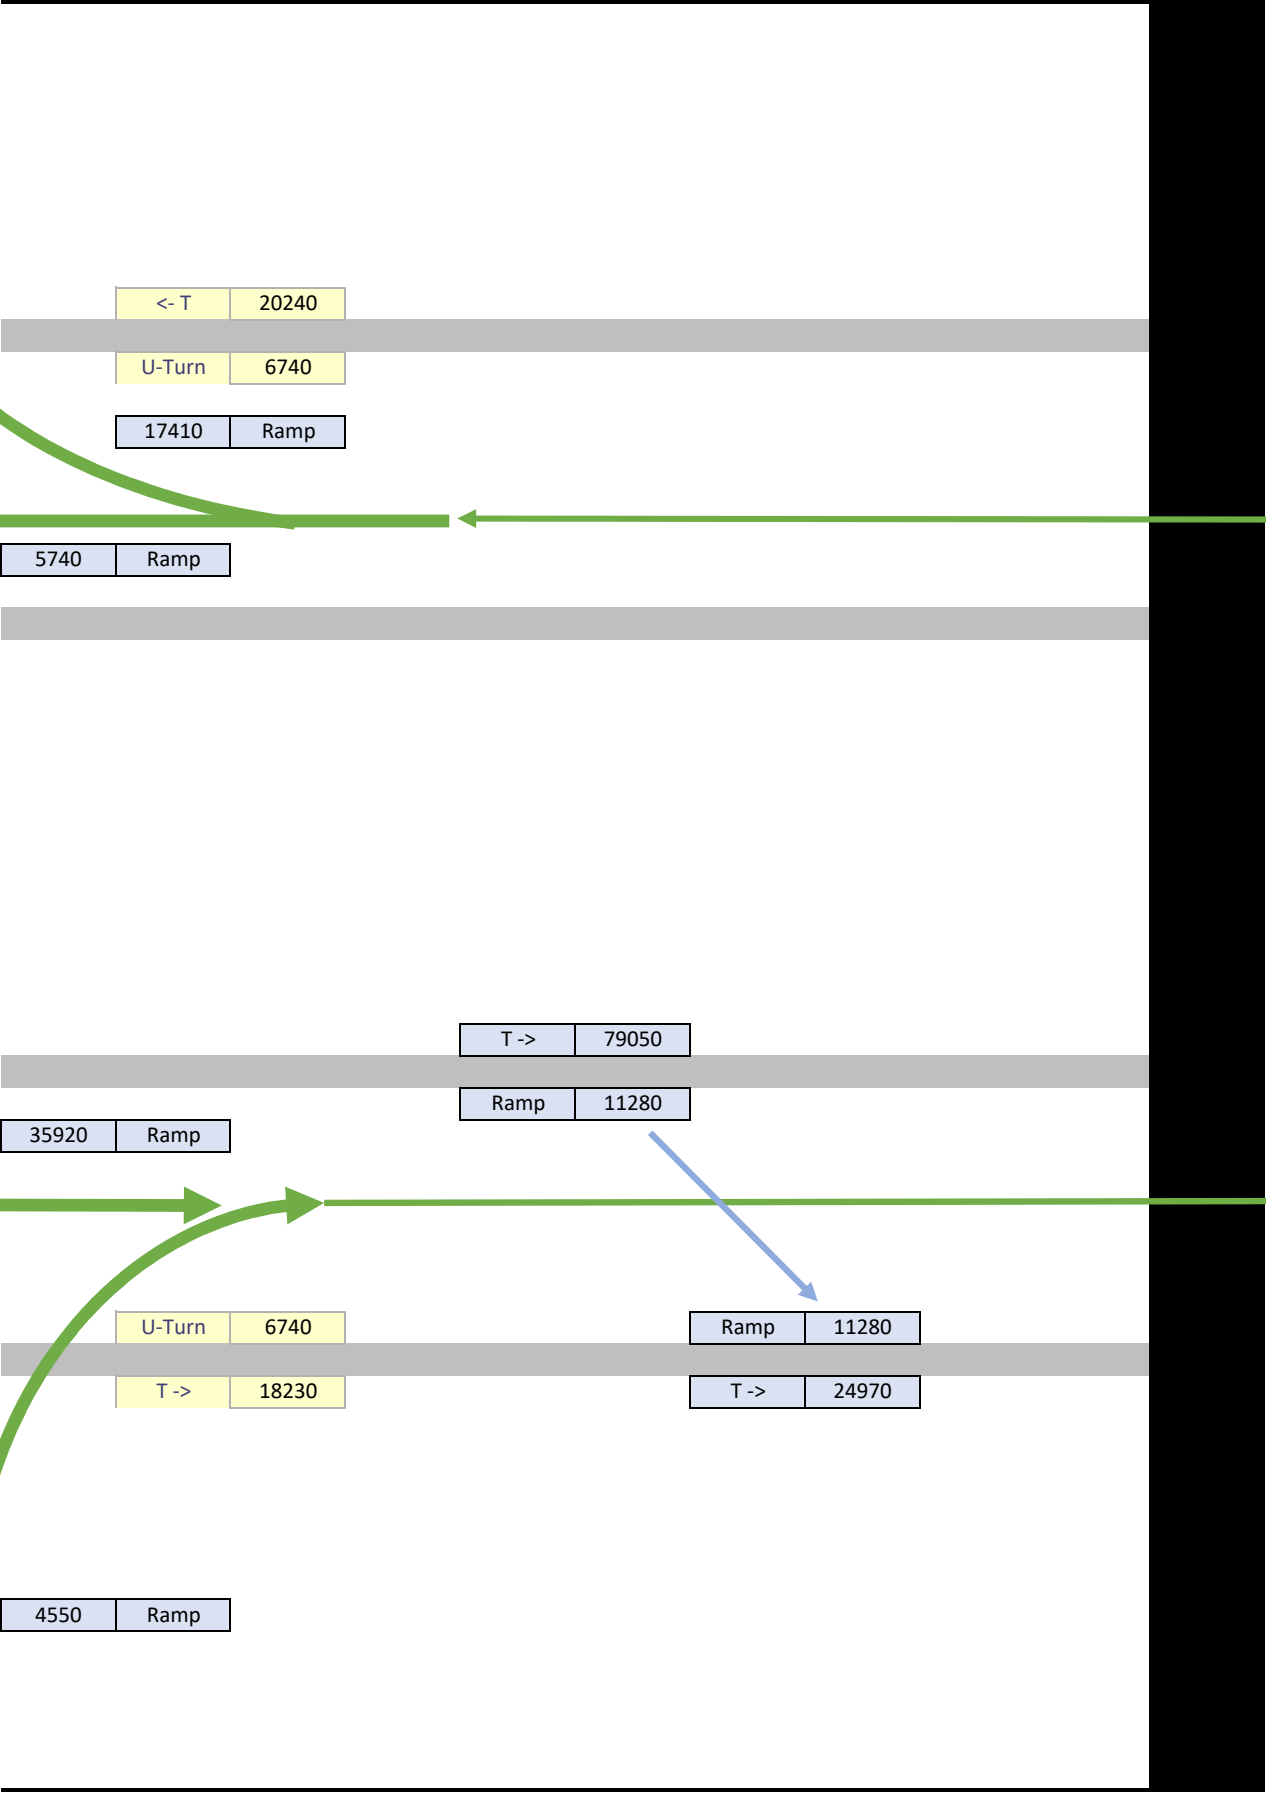 <- T 20240
U-Turn 6740
17410 Ramp
5740 Ramp
T -> 79050
Ramp 11280
35920 Ramp
U-Turn 6740 Ramp 11280
T -> 18230 T -> 24970
4550 Ramp